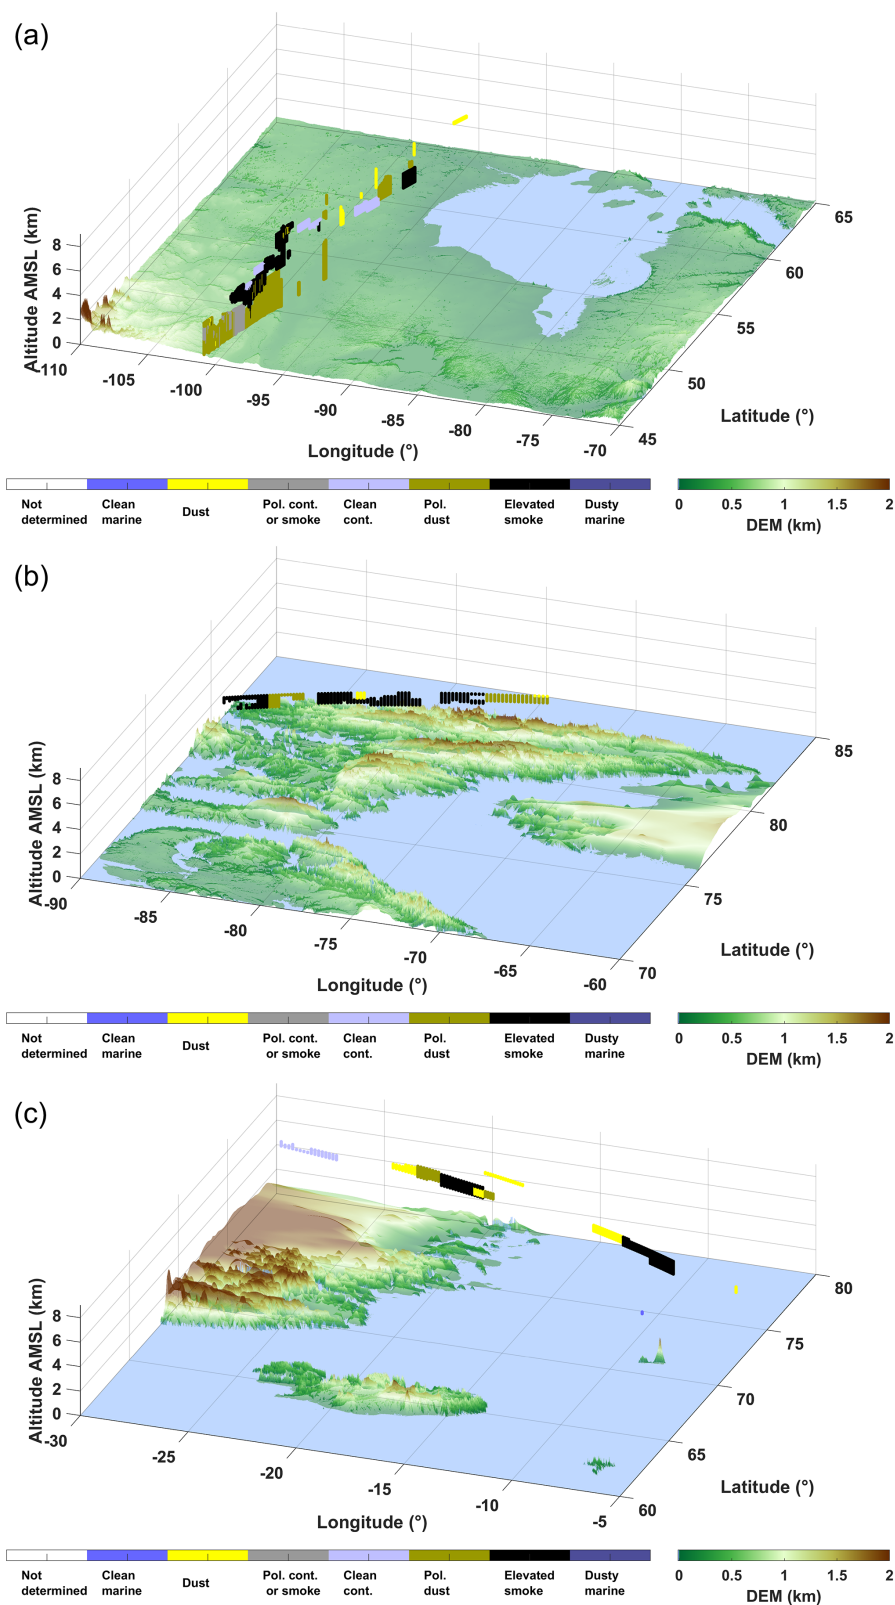 (a)
8
6
4
2
0
Altitude AMSL (km)
-110
-105
-100
-95
-90
-85
-80
-75
-70
Longitude (°)
45
50
55
60
65
Latitude (°)
Not determined
Clean marine
Dust
Pol. cont. or smoke
Clean cont.
Pol. dust
Elevated smoke
Dusty marine
0 0.5 1 1.5 2
DEM (km)
(b)
8
6
4
2
0
Altitude AMSL (km)
-90
-85
-80
-75
-70
-65
-60
Longitude (°)
70
75
80
85
Latitude (°)
Not determined
Clean marine
Dust
Pol. cont. or smoke
Clean cont.
Pol. dust
Elevated smoke
Dusty marine
0 0.5 1 1.5 2
DEM (km)
(c)
8
6
4
2
0
Altitude AMSL (km)
-30
-25
-20
-15
-10
-5
Longitude (°)
60
65
70
75
80
Latitude (°)
Not determined
Clean marine
Dust
Pol. cont. or smoke
Clean cont.
Pol. dust
Elevated smoke
Dusty marine
0 0.5 1 1.5 2
DEM (km)